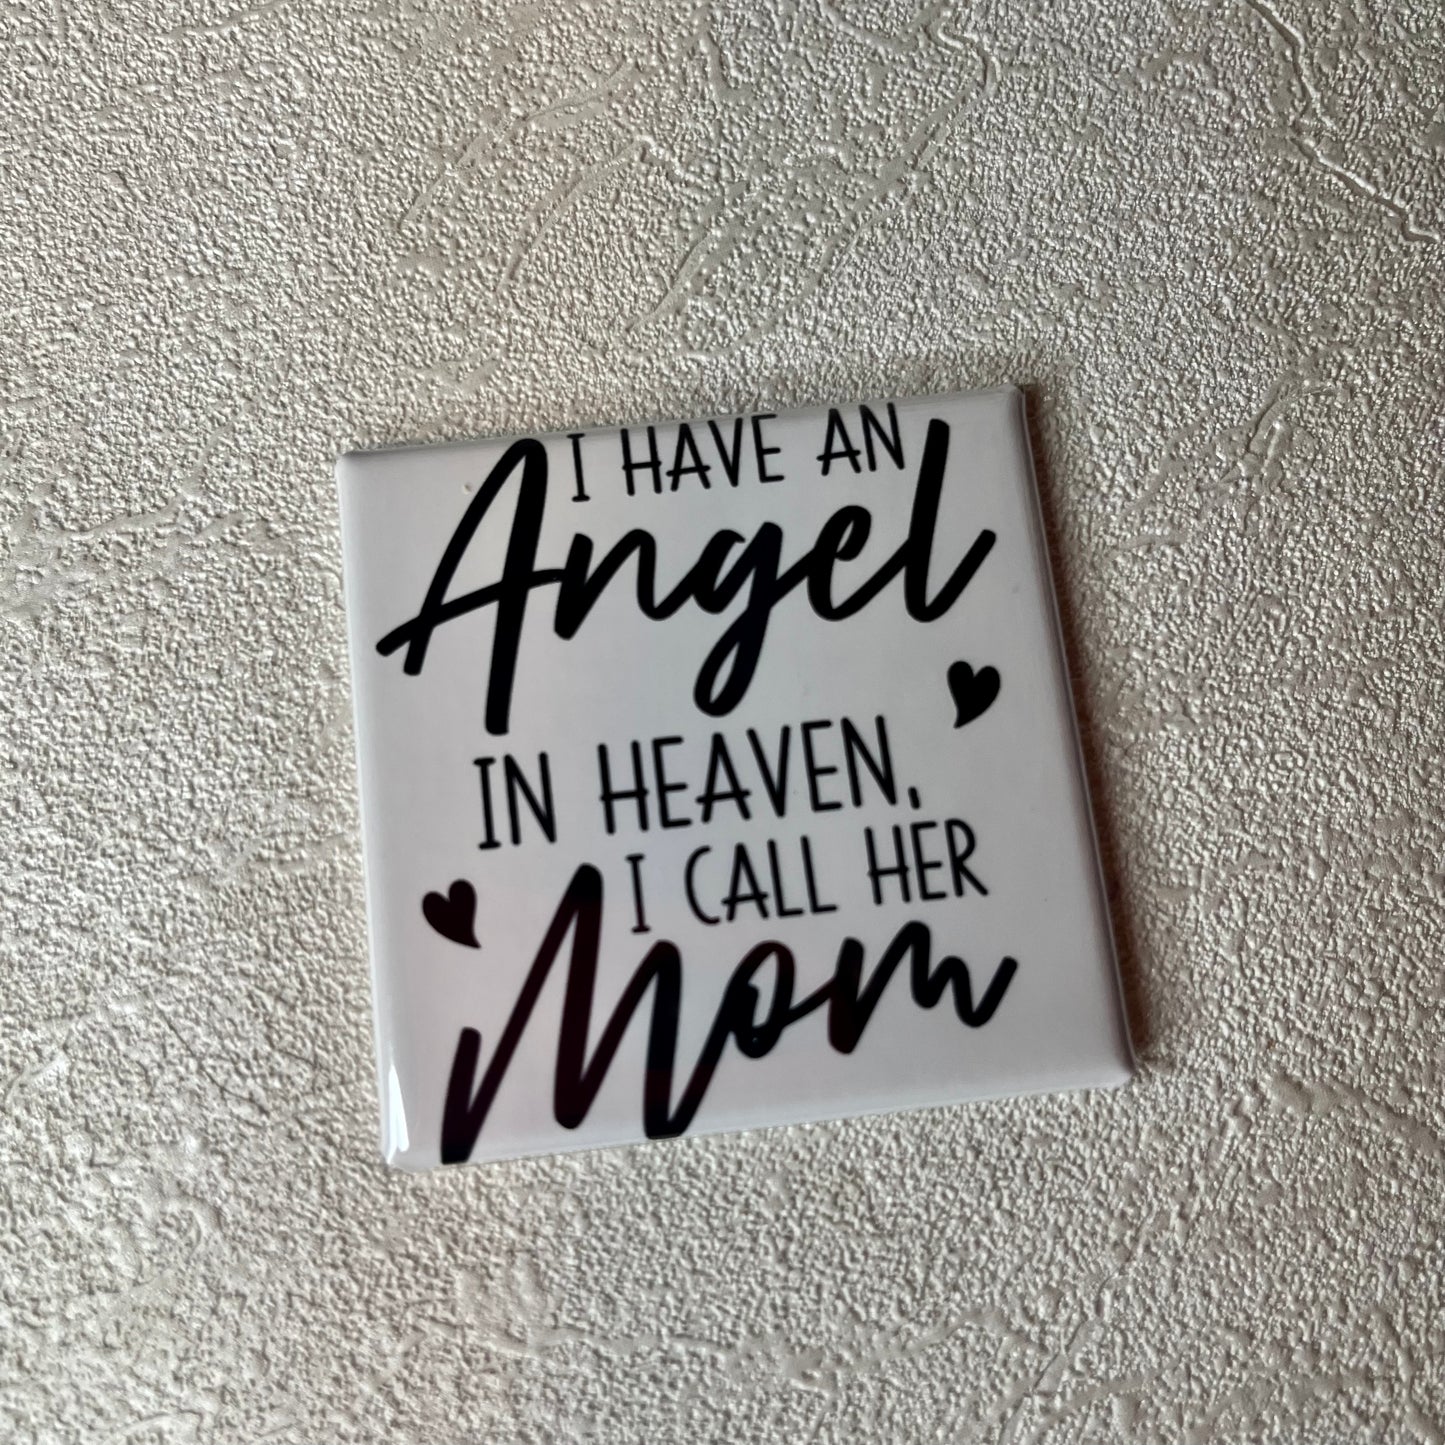 I HAVE AN
Angel
IN HEAVEN,
I CALL HER
Mom